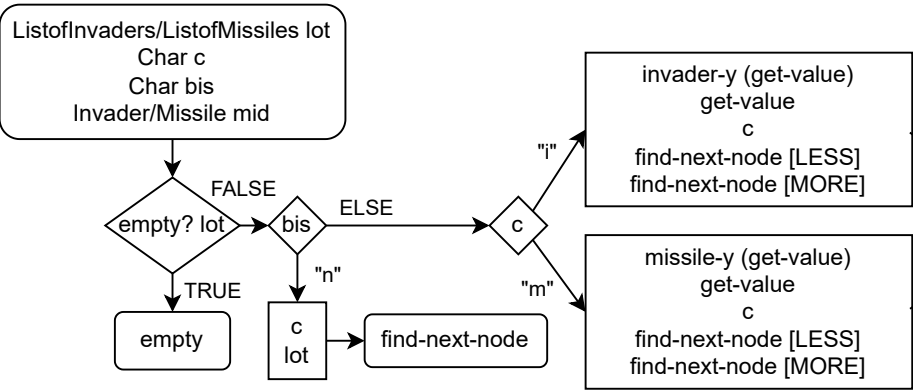 ListofInvaders/ListofMissiles lot
Char c
Char bis
Invader/Missile mid
empty? lot
FALSE
TRUE
empty
bis
ELSE
"n"
c
lot
find-next-node
c
"i"
"m"
invader-y (get-value)
get-value
c
find-next-node [LESS]
find-next-node [MORE]
missile-y (get-value)
get-value
c
find-next-node [LESS]
find-next-node [MORE]